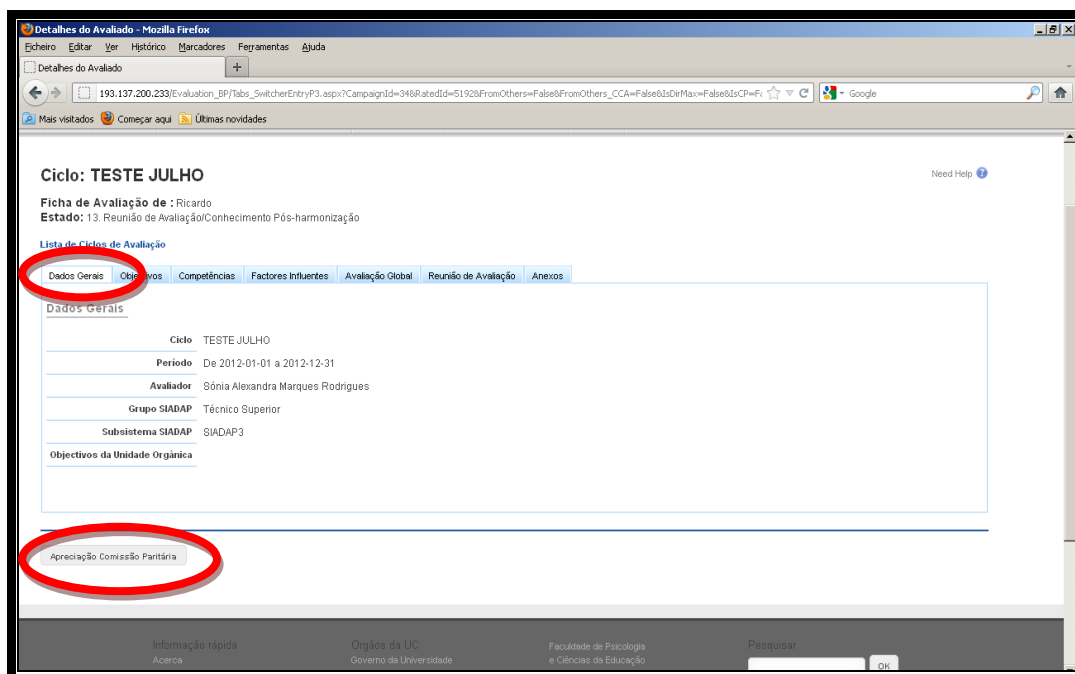 Detalhes do Avaliado - Mozilla Firefox
Ficheiro Editar Ver Histórico Marcadores Ferramentas Ajuda
Detalhes do Avaliado
193.137.200.233/Evaluation_BP/Tabs_SwitcherEntryP3.aspx?CampaignId=34&RatedId=5192&FromOthers=False&FromOthers_CCA=False&IsDirMax=False&IsCP=F
Google
Mais visitados Começar aqui Últimas novidades
Ciclo: TESTE JULHO
Need Help ?
Ficha de Avaliação de : Ricardo
Estado: 13. Reunião de Avaliação/Conhecimento Pós-harmonização
Lista de Ciclos de Avaliação
Dados Gerais Objectivos Competências Factores Influentes Avaliação Global Reunião de Avaliação Anexos
Dados Gerais
Ciclo TESTE JULHO
Período De 2012-01-01 a 2012-12-31
Avaliador Sónia Alexandra Marques Rodrigues
Grupo SIADAP Técnico Superior
Subsistema SIADAP SIADAP3
Objectivos da Unidade Orgânica
Apreciação Comissão Paritária
Informação rápida Orgãos da UC Faculdade de Psicologia Pesquisar
Acerca Governo da Universidade e Ciências da Educação OK